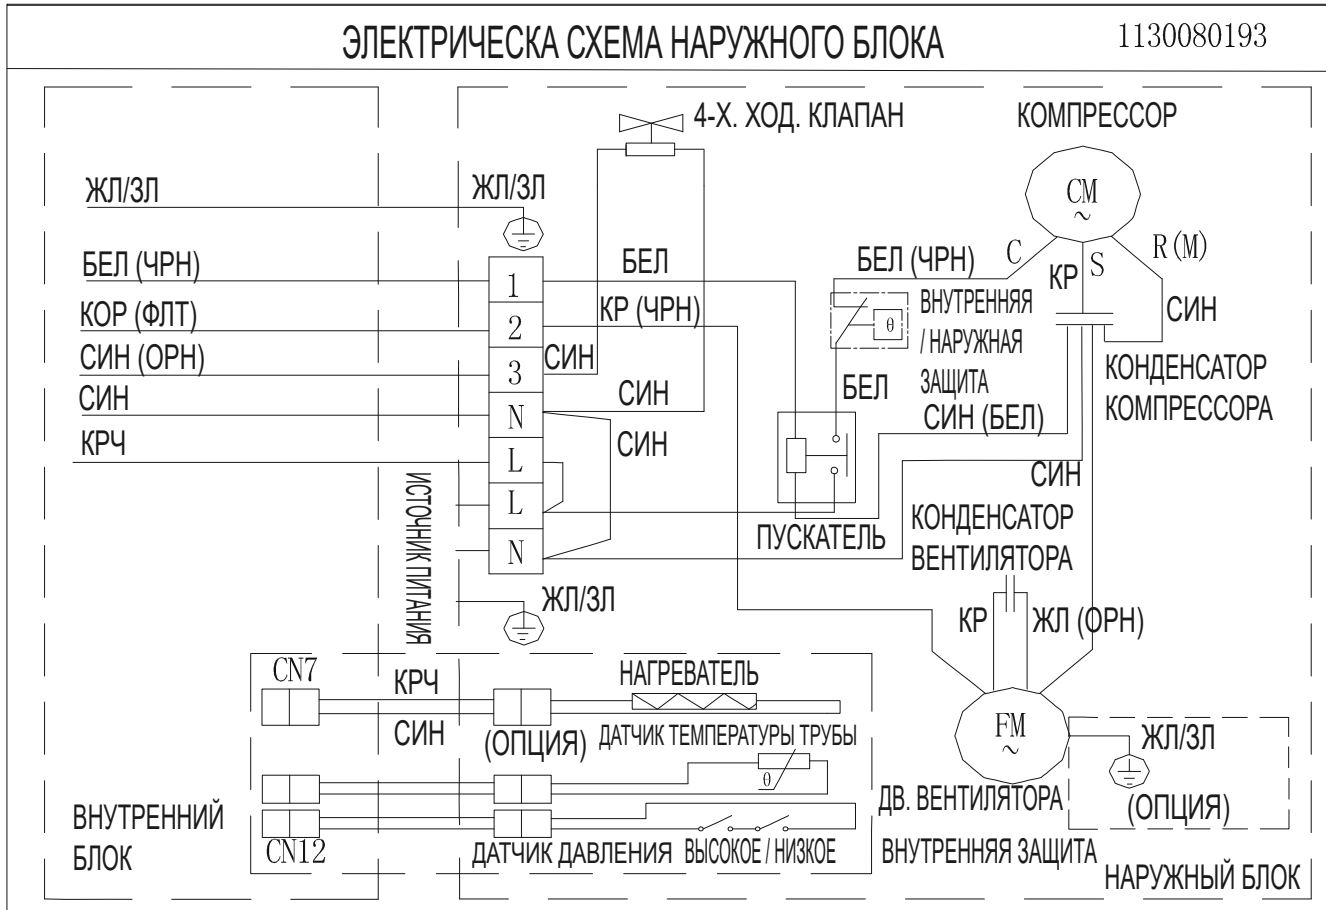 ЭЛЕКТРИЧЕСКА СХЕМА НАРУЖНОГО БЛОКА
1130080193
4-Х. ХОД. КЛАПАН
КОМПРЕССОР
ЖЛ/ЗЛ
ЖЛ/ЗЛ
CM
~
C
S
R(M)
БЕЛ (ЧРН)
1
БЕЛ
БЕЛ (ЧРН)
КР
СИН
КОР (ФЛТ)
2
КР (ЧРН)
θ
ВНУТРЕННЯЯ
/ НАРУЖНАЯ
ЗАЩИТА
СИН (ОРН)
3
СИН
КОНДЕНСАТОР
КОМПРЕССОРА
СИН
N
СИН
БЕЛ
СИН (БЕЛ)
КРЧ
L
СИН
СИН
L
N
ИСТОЧНИК ПИТАНИЯ
ПУСКАТЕЛЬ
КОНДЕНСАТОР
ВЕНТИЛЯТОРА
ЖЛ/ЗЛ
КР
ЖЛ (ОРН)
CN7
КРЧ
НАГРЕВАТЕЛЬ
СИН
(ОПЦИЯ)
ДАТЧИК ТЕМПЕРАТУРЫ ТРУБЫ
θ
FM
~
ЖЛ/ЗЛ
(ОПЦИЯ)
ДВ. ВЕНТИЛЯТОРА
ВНУТРЕННИЙ
БЛОК
CN12
ДАТЧИК ДАВЛЕНИЯ
ВЫСОКОЕ / НИЗКОЕ
ВНУТРЕННЯЯ ЗАЩИТА
НАРУЖНЫЙ БЛОК